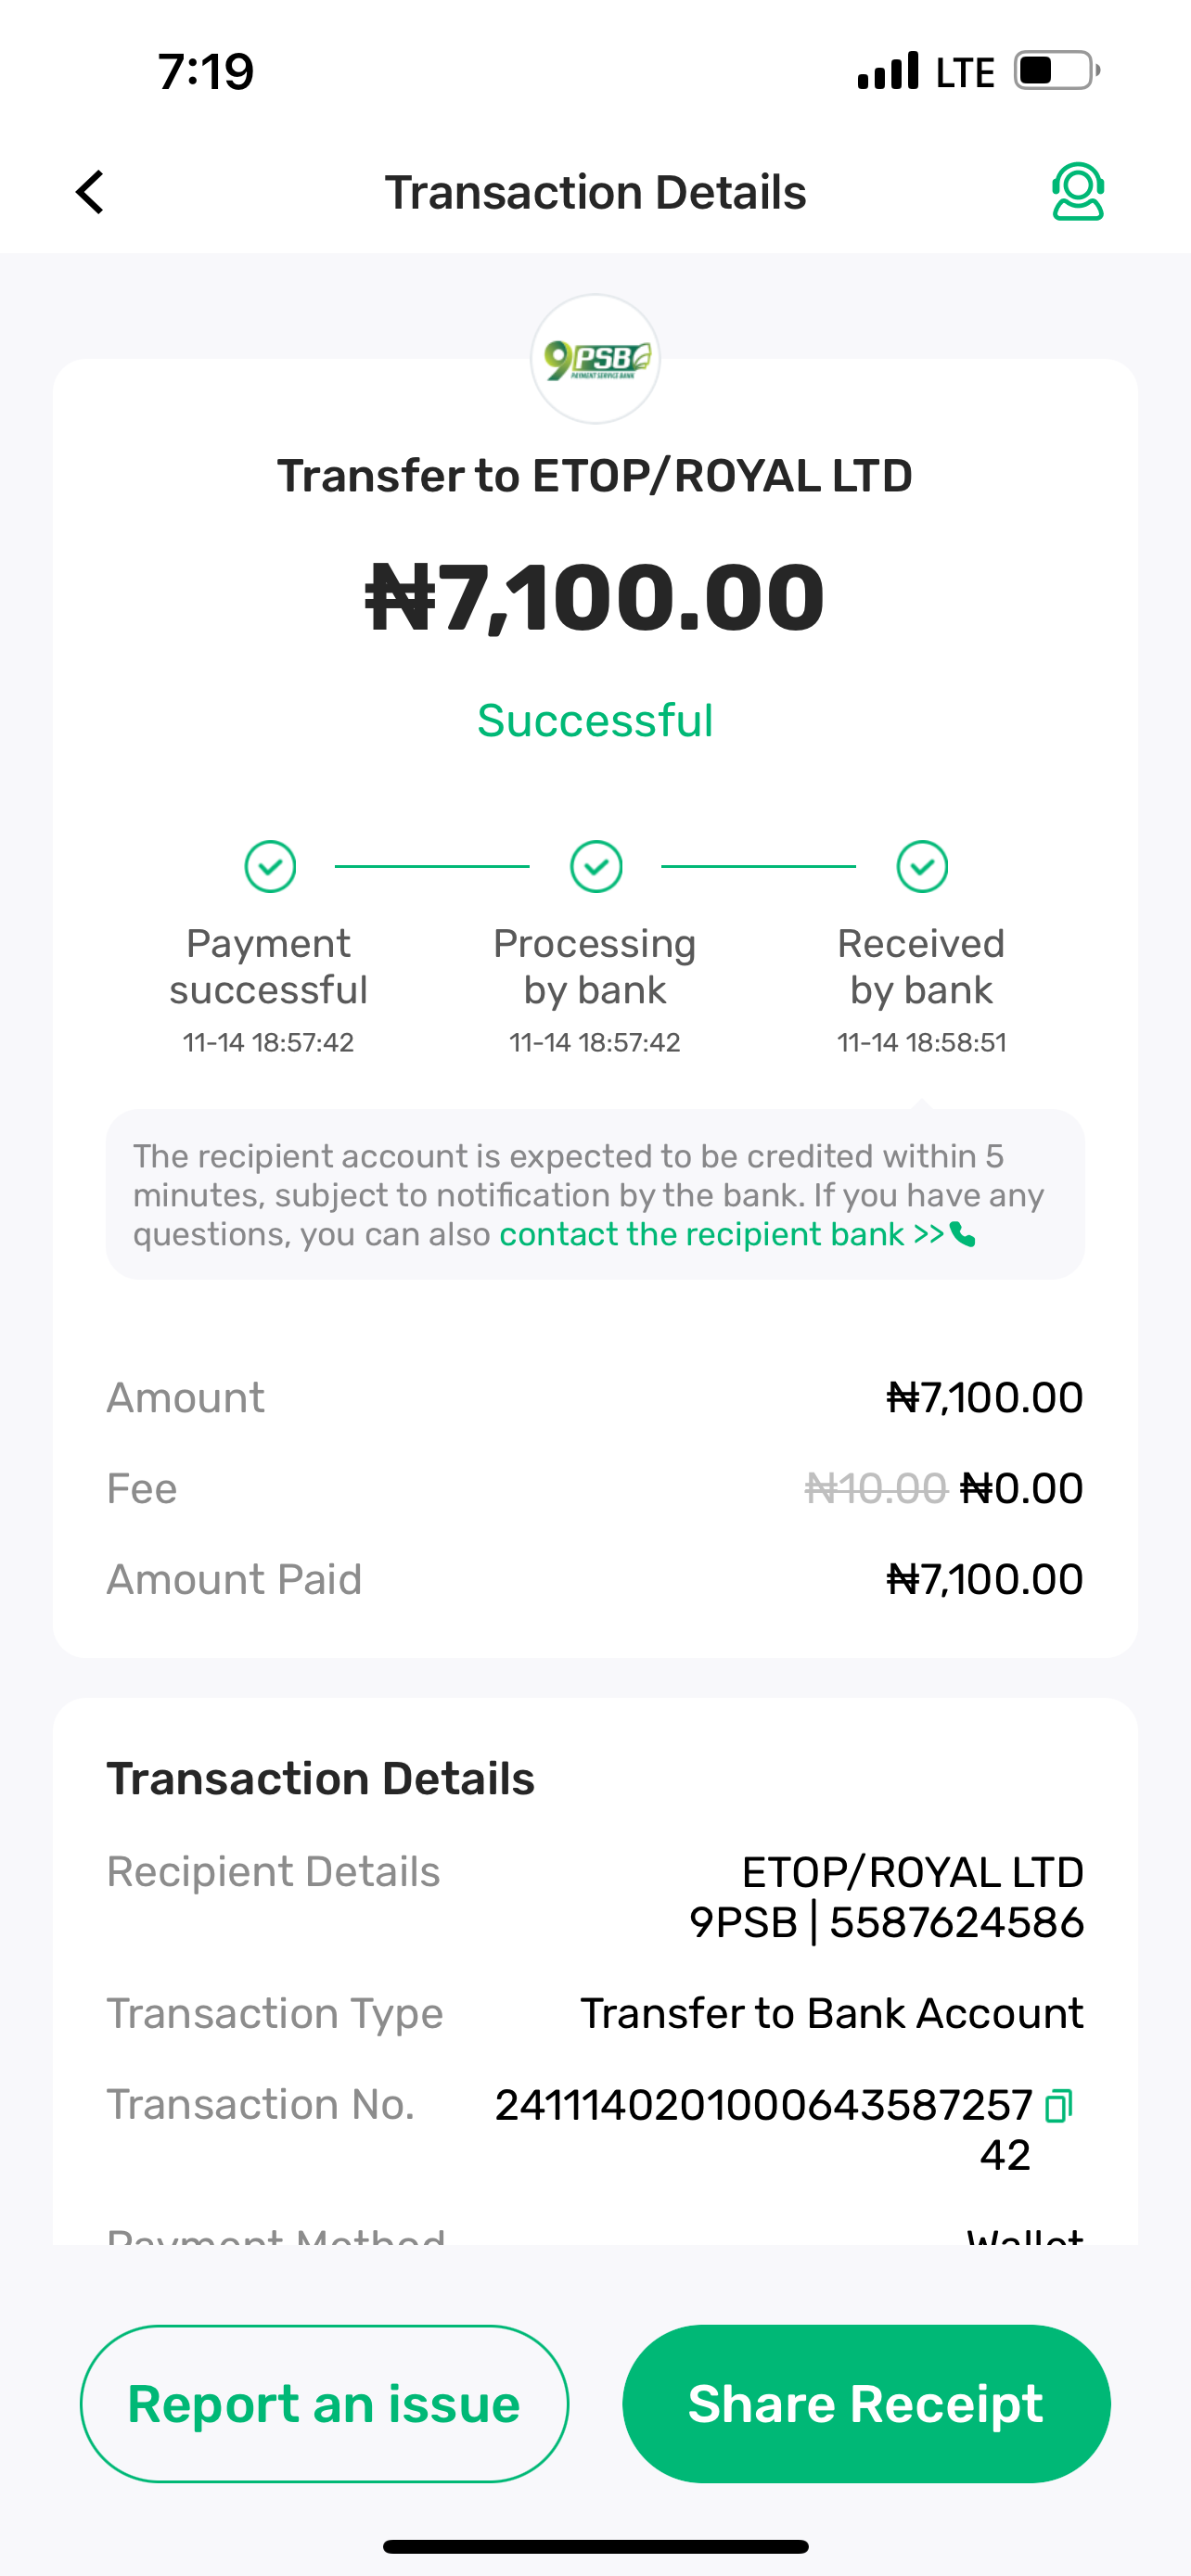 7:19
LTE
Transaction Details
9PSB
PAYMENT SERVICE BANK
Transfer to ETOP/ROYAL LTD
₦7,100.00
Successful
Payment successful
Processing by bank
Received by bank
11-14 18:57:42
11-14 18:57:42
11-14 18:58:51
The recipient account is expected to be credited within 5
minutes, subject to notification by the bank. If you have any
questions, you can also contact the recipient bank >>
Amount ₦7,100.00
Fee ₦10.00 ₦0.00
Amount Paid ₦7,100.00
Transaction Details
Recipient Details ETOP/ROYAL LTD
9PSB | 5587624586
Transaction Type Transfer to Bank Account
Transaction No. 2411140201000643587257
42
Payment Method Wallet
Report an issue
Share Receipt